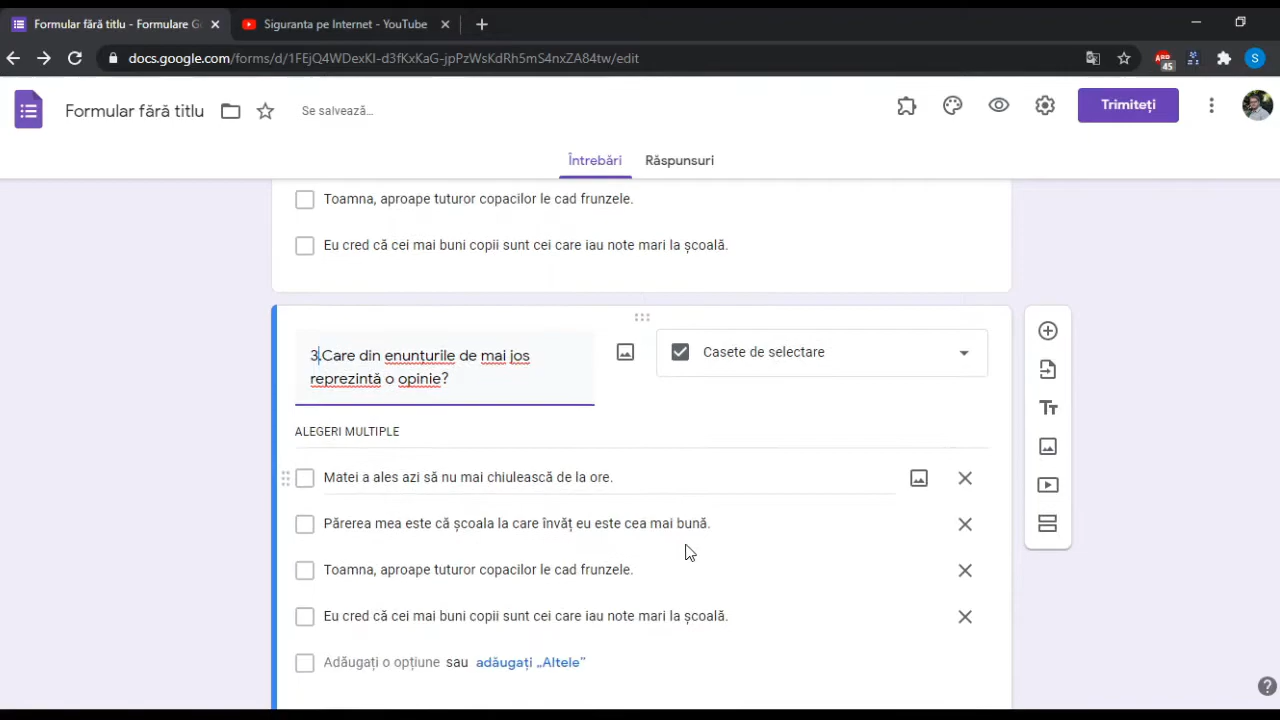 Formular fără titlu - Formulare G
Siguranta pe Internet - YouTube
docs.google.com/forms/d/1FEjQ4WDexKI-d3fKxKaG-jpPzWsKdRh5mS4nxZA84tw/edit
45
S
Formular fără titlu
Se salvează...
Trimiteți
Întrebări
Răspunsuri
Toamna, aproape tuturor copacilor le cad frunzele.
Eu cred că cei mai buni copii sunt cei care iau note mari la școală.
3.Care din enunțurile de mai jos
reprezintă o opinie?
Casete de selectare
ALEGERI MULTIPLE
Matei a ales azi să nu mai chiulească de la ore.
Părerea mea este că școala la care învăț eu este cea mai bună.
Toamna, aproape tuturor copacilor le cad frunzele.
Eu cred că cei mai buni copii sunt cei care iau note mari la școală.
Adăugați o opțiune sau adăugați „Altele”